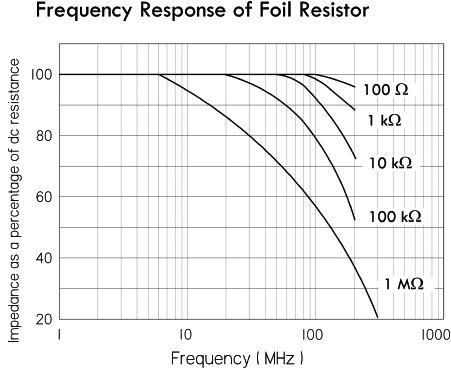 Frequency Response of Foil Resistor
Impedance as a percentage of dc resistance
100
80
60
40
20
100 Ω
1 kΩ
10 kΩ
100 kΩ
1 MΩ
1 10 100 1000
Frequency ( MHz )